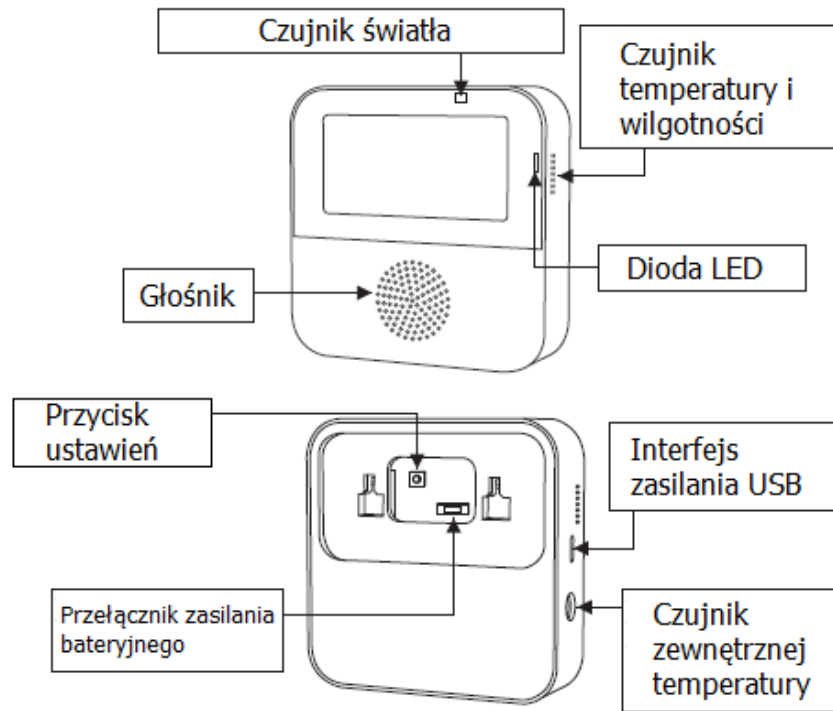 Czujnik światła
Czujnik
temperatury i
wilgotności
Dioda LED
Głośnik
Przycisk
ustawień
Interfejs
zasilania USB
Przełącznik zasilania
bateryjnego
Czujnik
zewnętrznej
temperatury